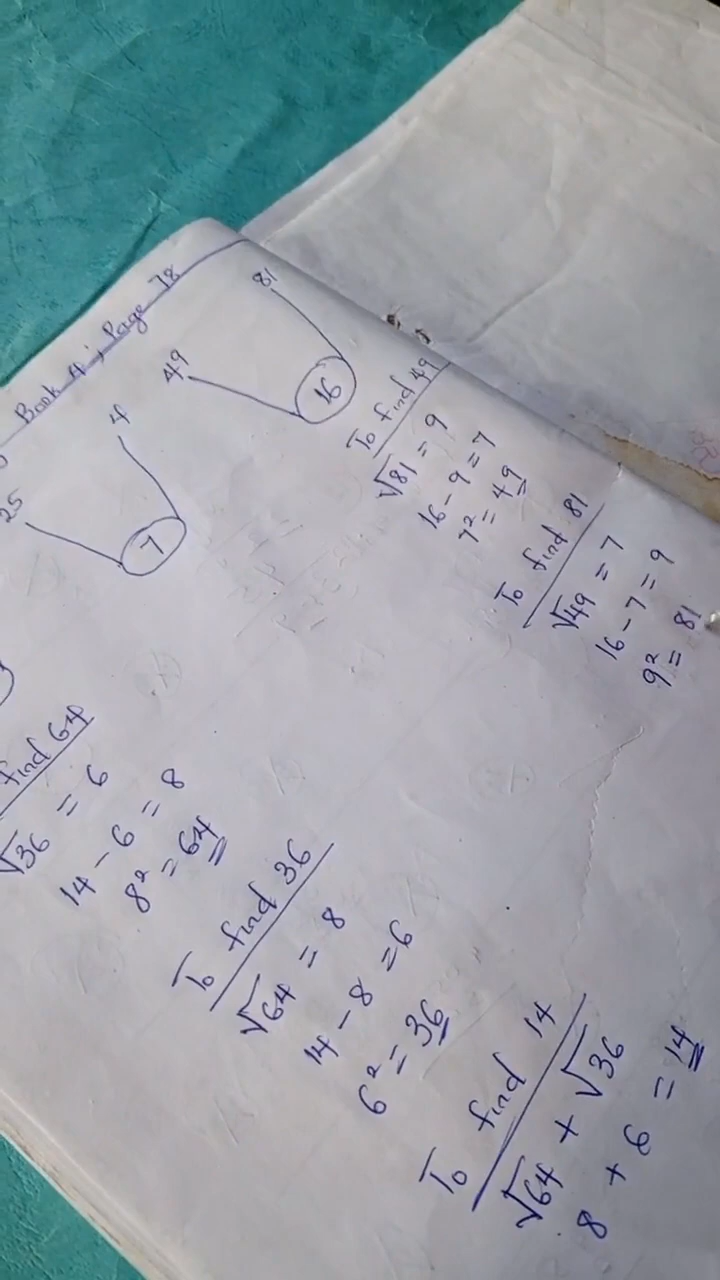 Book 4; Page 78
25
4
7
49
81
16
To find 49
√81 = 9
16 - 9 = 7
7² = 49
To find 81
√49 = 7
16 - 7 = 9
9² = 81
find 64
√36 = 6
14 - 6 = 8
8² = 64
To find 36
√64 = 8
14 - 8 = 6
6² = 36
To find 14
√64 + √36
8 + 6 = 14